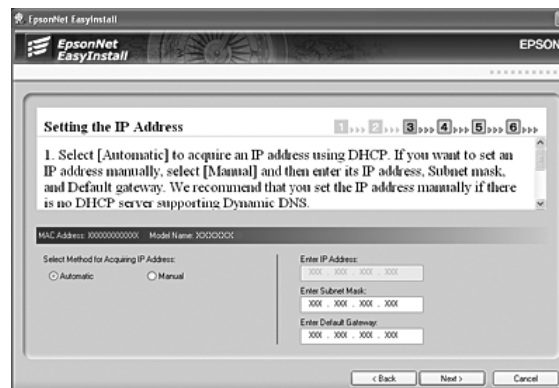 EpsonNet EasyInstall
EpsonNet
EasyInstall
EPSON
Setting the IP Address
1 2 3 4 5 6
1. Select [Automatic] to acquire an IP address using DHCP. If you want to set an
IP address manually, select [Manual] and then enter its IP address, Subnet mask,
and Default gateway. We recommend that you set the IP address manually if there
is no DHCP server supporting Dynamic DNS.
MAC Address: XXXXXXXXXXXX Model Name: XXXXXXX
Select Method for Acquiring IP Address:
Automatic
Manual
Enter IP Address:
XXX . XXX . XXX . XXX
Enter Subnet Mask:
XXX . XXX . XXX . XXX
Enter Default Gateway:
XXX . XXX . XXX . XXX
< Back
Next >
Cancel